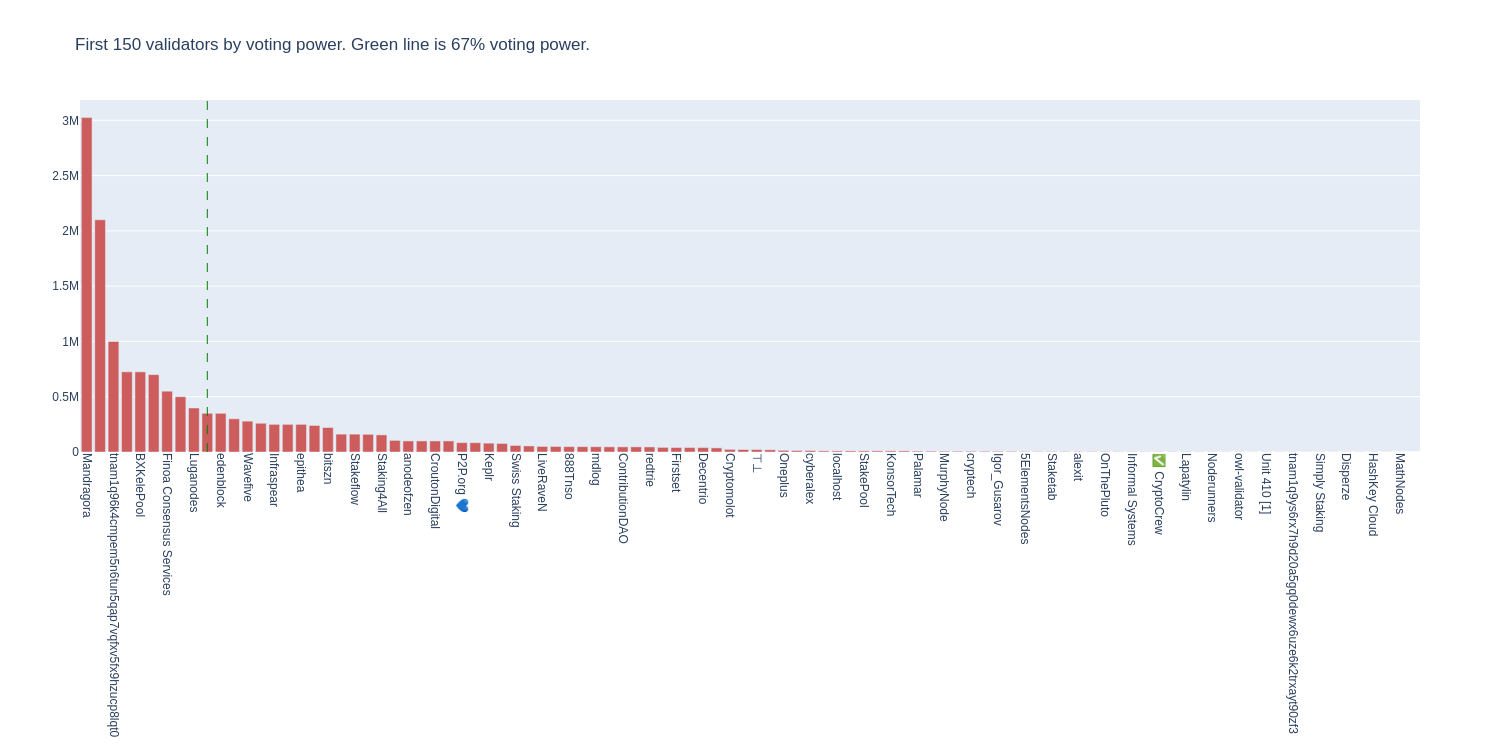 First 150 validators by voting power. Green line is 67% voting power.
3M
2.5M
2M
1.5M
1M
0.5M
0
Mandragora
tnam1q96k4cmpem5n6tun5qap7vqfxv5fx9hzucp8lqt0
BXKelePool
Finoa Consensus Services
Luganodes
edenblock
Wavefive
Infraspear
epithea
bitszn
Stakeflow
Staking4All
anodeofzen
CroutonDigital
P2P.org 💙
Keplr
Swiss Staking
LiveRaveN
888Tnso
mdlog
ContributionDAO
redtrie
Firstset
Decentrio
Cryptomolot
⊤⊥
Oneplus
cyberalex
localhost
StakePool
KonsorTech
Palamar
MurphyNode
cryptech
Igor_Gusarov
5ElementsNodes
Staketab
alexit
OnThePluto
Informal Systems
✅ CryptoCrew
Lapatylin
Noderunners
owl-validator
Unit 410 [1]
tnam1q9ys6rx7h9d20a5gq0dewx6uze6k2trxayt90zf3
Simply Staking
Disperze
HashKey Cloud
MathNodes